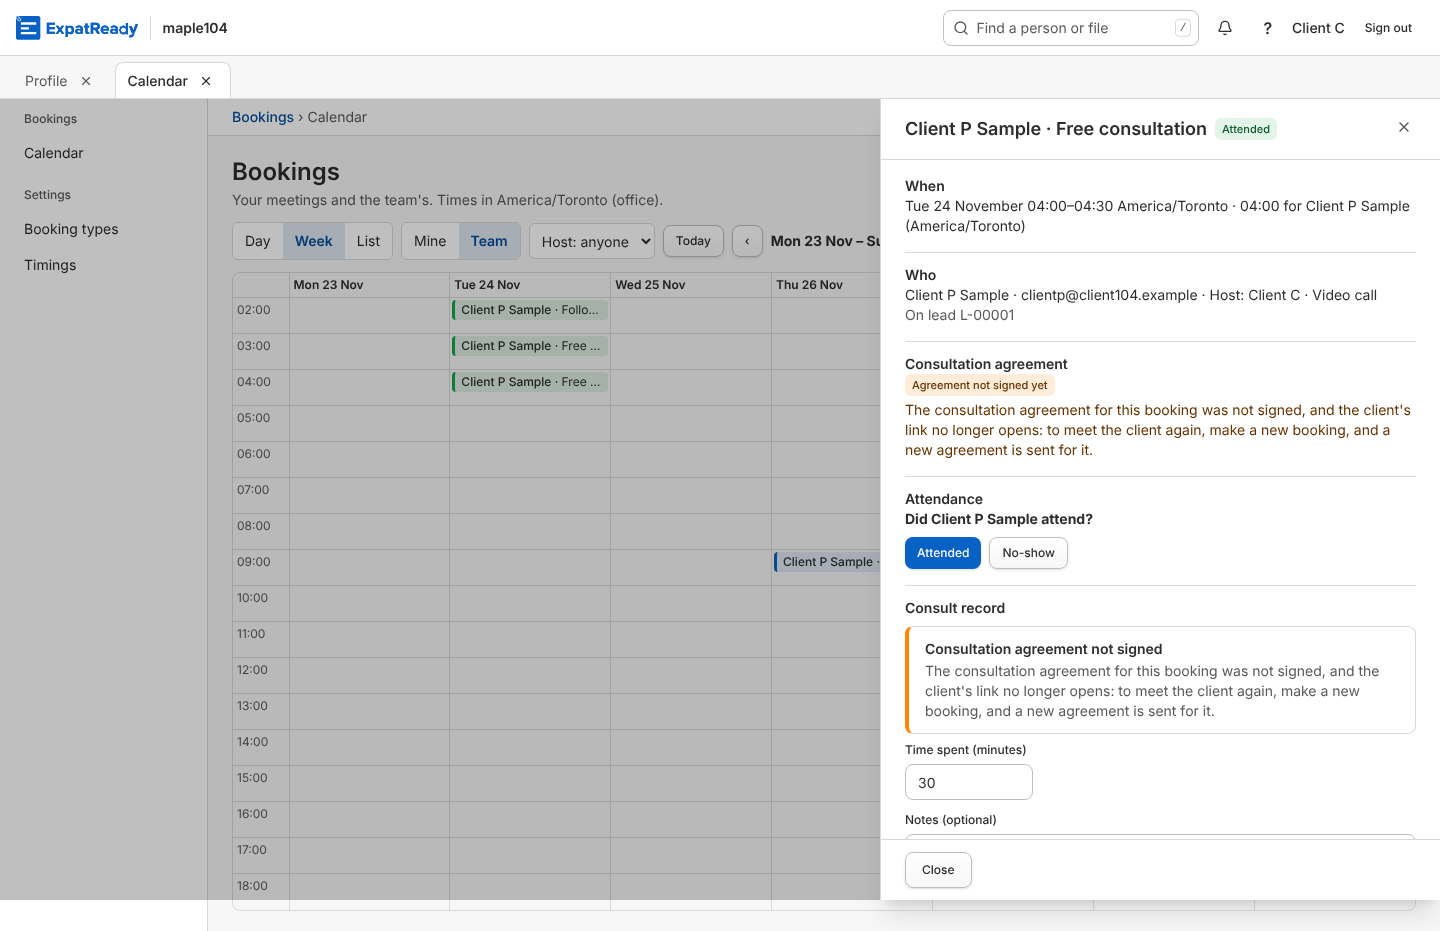 ExpatReady
maple104
Find a person or file
/
?
Client C
Sign out
Profile
Calendar
Bookings
Calendar
Settings
Booking types
Timings
Bookings › Calendar
Bookings
Your meetings and the team's. Times in America/Toronto (office).
Day
Week
List
Mine
Team
Host: anyone
Today
‹
Mon 23 Nov – Su
Mon 23 Nov
Tue 24 Nov
Wed 25 Nov
Thu 26 Nov
02:00
Client P Sample · Follo...
03:00
Client P Sample · Free ...
04:00
Client P Sample · Free ...
05:00
06:00
07:00
08:00
09:00
Client P Sample ·
10:00
11:00
12:00
13:00
14:00
15:00
16:00
17:00
18:00
Client P Sample · Free consultation
Attended
When
Tue 24 November 04:00–04:30 America/Toronto · 04:00 for Client P Sample
(America/Toronto)
Who
Client P Sample · clientp@client104.example · Host: Client C · Video call
On lead L-00001
Consultation agreement
Agreement not signed yet
The consultation agreement for this booking was not signed, and the client's
link no longer opens: to meet the client again, make a new booking, and a
new agreement is sent for it.
Attendance
Did Client P Sample attend?
Attended
No-show
Consult record
Consultation agreement not signed
The consultation agreement for this booking was not signed, and the
client's link no longer opens: to meet the client again, make a new
booking, and a new agreement is sent for it.
Time spent (minutes)
30
Notes (optional)
Close